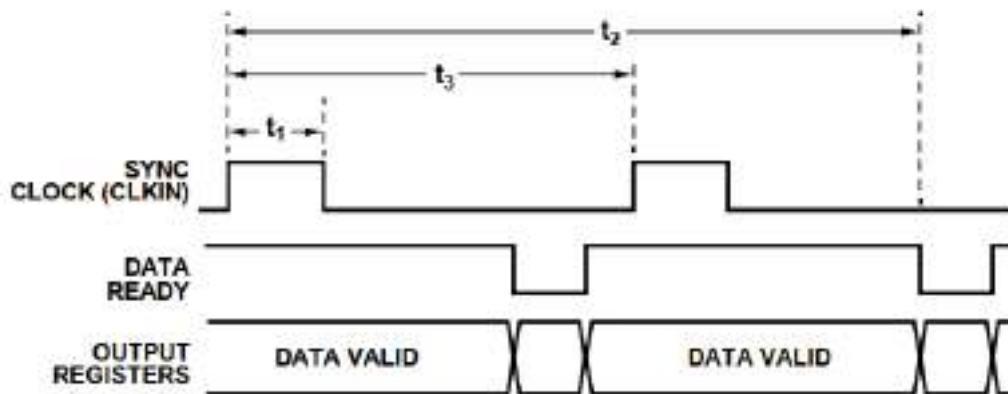 t2
t3
t1
SYNC
CLOCK (CLKIN)
DATA
READY
OUTPUT
REGISTERS
DATA VALID
DATA VALID